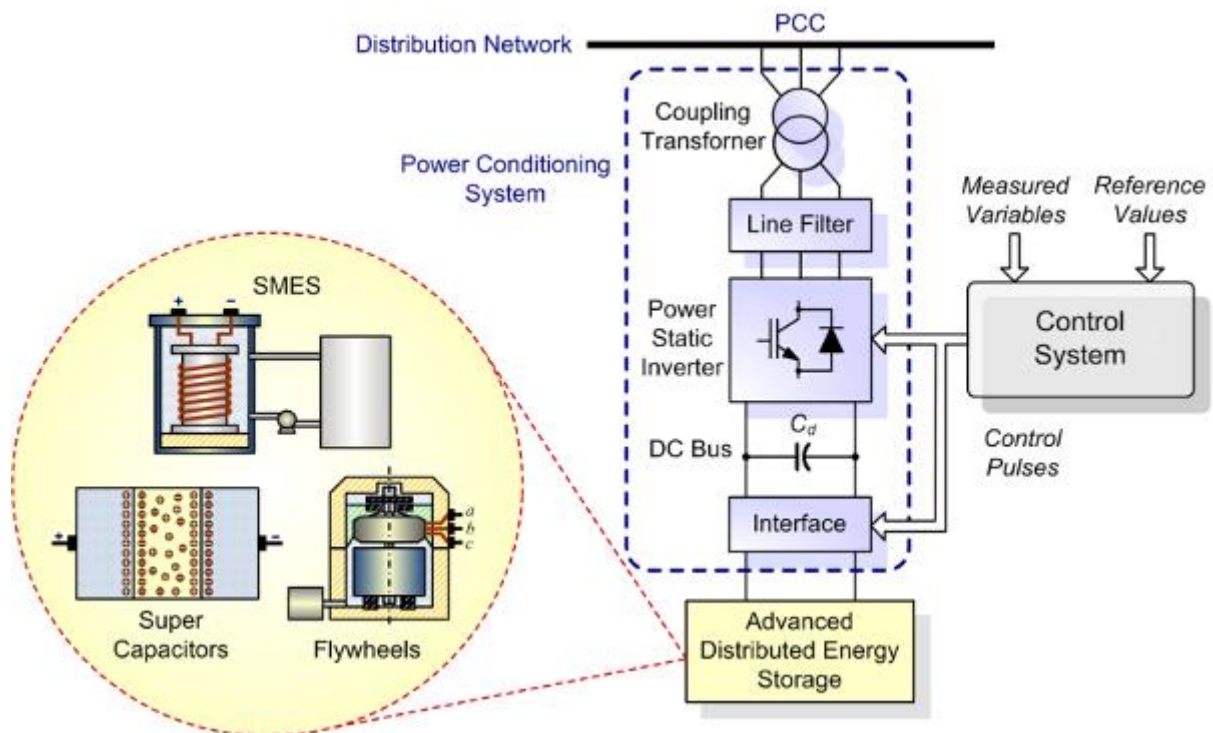 PCC
Distribution Network
Coupling
Transforner
Power Conditioning
System
Measured
Variables
Reference
Values
Line Filter
SMES
+
–
Power
Static
Inverter
Control
System
C_d
DC Bus
Control
Pulses
Interface
a
b
c
+
–
Super
Capacitors
Flywheels
Advanced
Distributed Energy
Storage